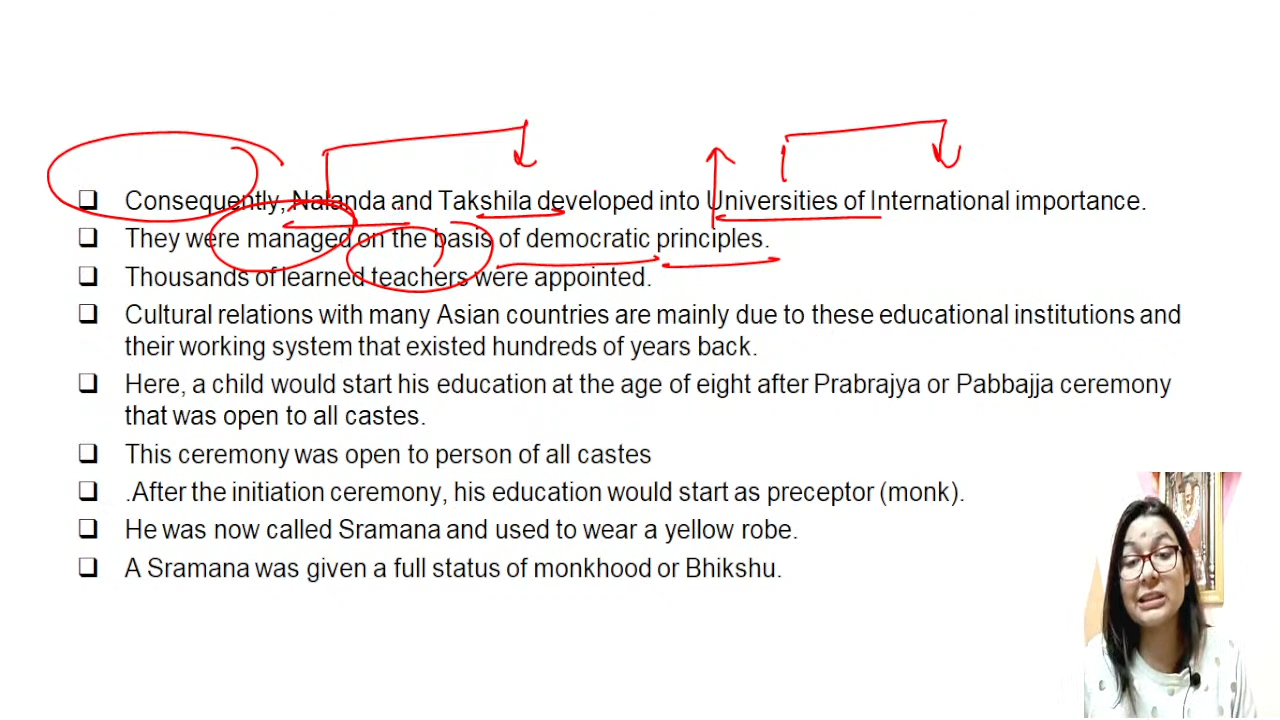 Consequently, Nalanda and Takshila developed into Universities of International importance.
They were managed on the basis of democratic principles.
Thousands of learned teachers were appointed.
Cultural relations with many Asian countries are mainly due to these educational institutions and
their working system that existed hundreds of years back.
Here, a child would start his education at the age of eight after Prabrajya or Pabbajja ceremony
that was open to all castes.
This ceremony was open to person of all castes
.After the initiation ceremony, his education would start as preceptor (monk).
He was now called Sramana and used to wear a yellow robe.
A Sramana was given a full status of monkhood or Bhikshu.